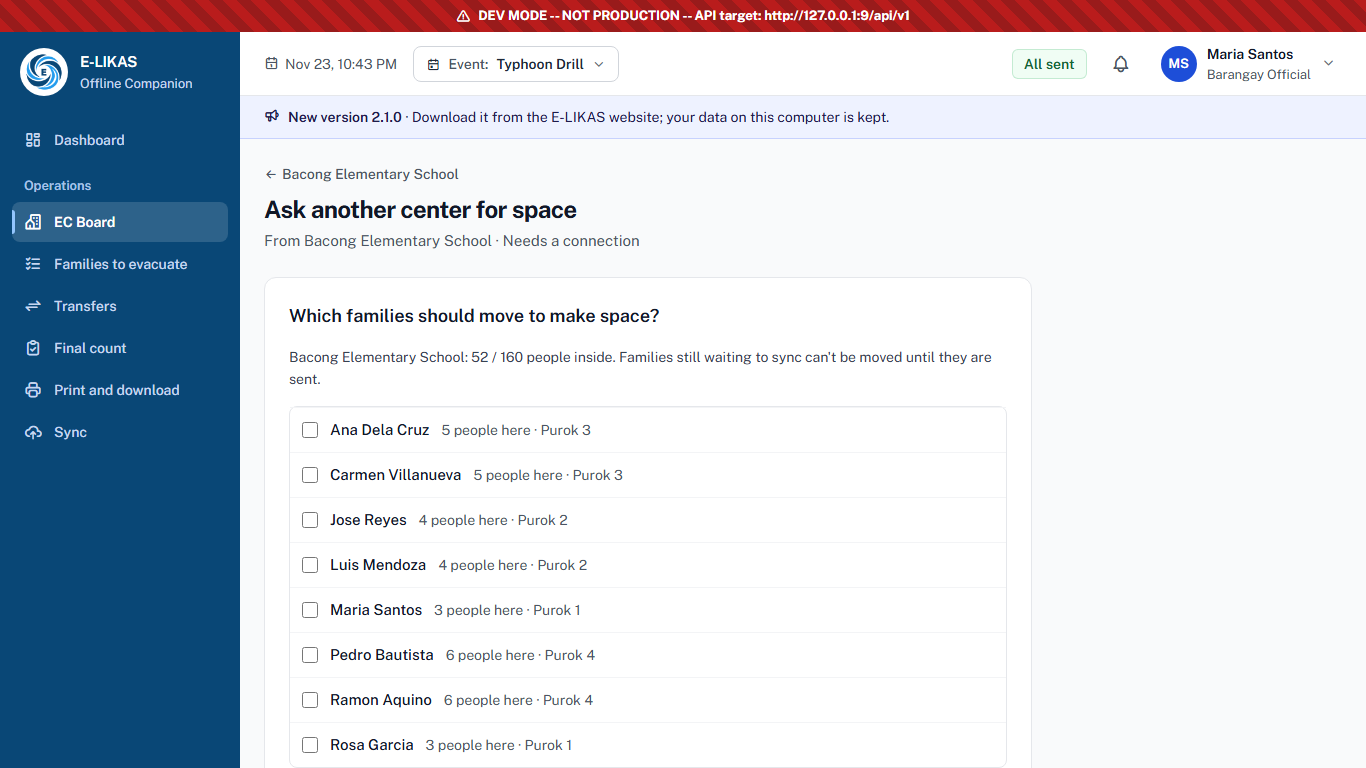 DEV MODE -- NOT PRODUCTION -- API target: http://127.0.0.1:9/api/v1
E
E-LIKAS
Offline Companion
Nov 23, 10:43 PM
Event: Typhoon Drill
All sent
MS
Maria Santos
Barangay Official
New version 2.1.0 · Download it from the E-LIKAS website; your data on this computer is kept.
Dashboard
Operations
EC Board
Families to evacuate
Transfers
Final count
Print and download
Sync
← Bacong Elementary School
Ask another center for space
From Bacong Elementary School · Needs a connection
Which families should move to make space?
Bacong Elementary School: 52 / 160 people inside. Families still waiting to sync can't be moved until they are
sent.
Ana Dela Cruz 5 people here · Purok 3
Carmen Villanueva 5 people here · Purok 3
Jose Reyes 4 people here · Purok 2
Luis Mendoza 4 people here · Purok 2
Maria Santos 3 people here · Purok 1
Pedro Bautista 6 people here · Purok 4
Ramon Aquino 6 people here · Purok 4
Rosa Garcia 3 people here · Purok 1